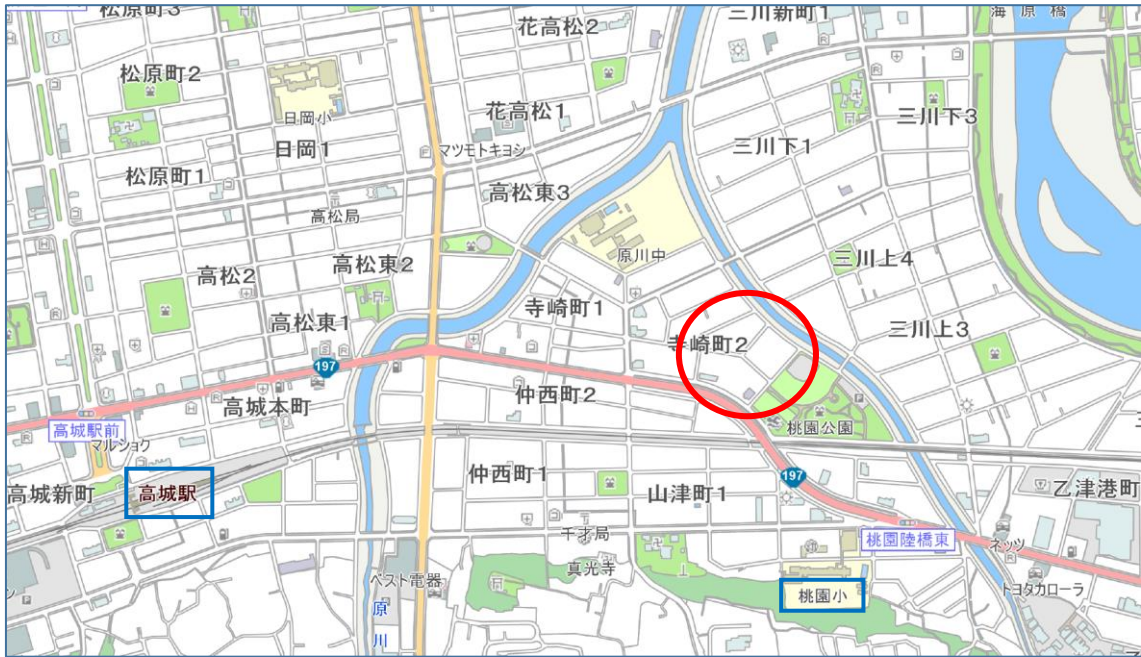 松原町3
花高松2
三川新町1
海原橋
松原町2
日岡小
花高松1
三川下3
日岡1
マツモトキヨシ
三川下1
松原町1
高松東3
高松局
原川中
高松東2
三川上4
高松2
寺崎町1
高松東1
三川上3
寺崎町2
197
仲西町2
高城本町
高城駅前
桃園公園
マルショク
仲西町1
197
高城新町
高城駅
山津町1
乙津港町
千才局
桃園陸橋東
ネッツ
真光寺
ベスト電器
桃園小
トヨタカローラ
原川